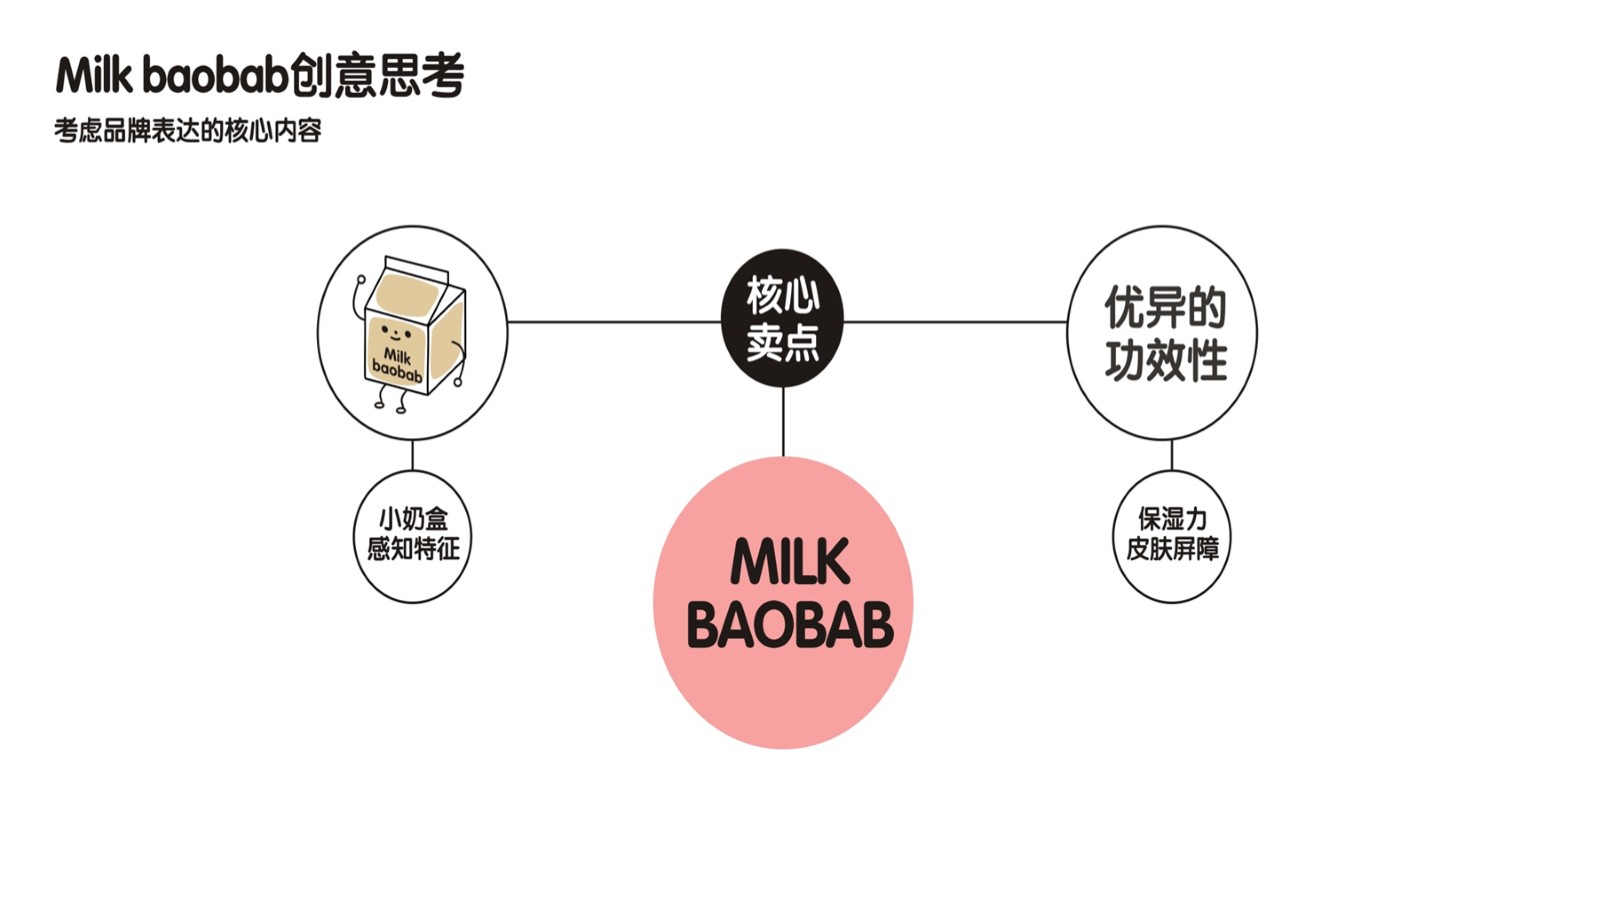 Milk baobab创意思考
考虑品牌表达的核心内容
Milk
baobab
核心
卖点
优异的
功效性
小奶盒
感知特征
保湿力
皮肤屏障
MILK
BAOBAB